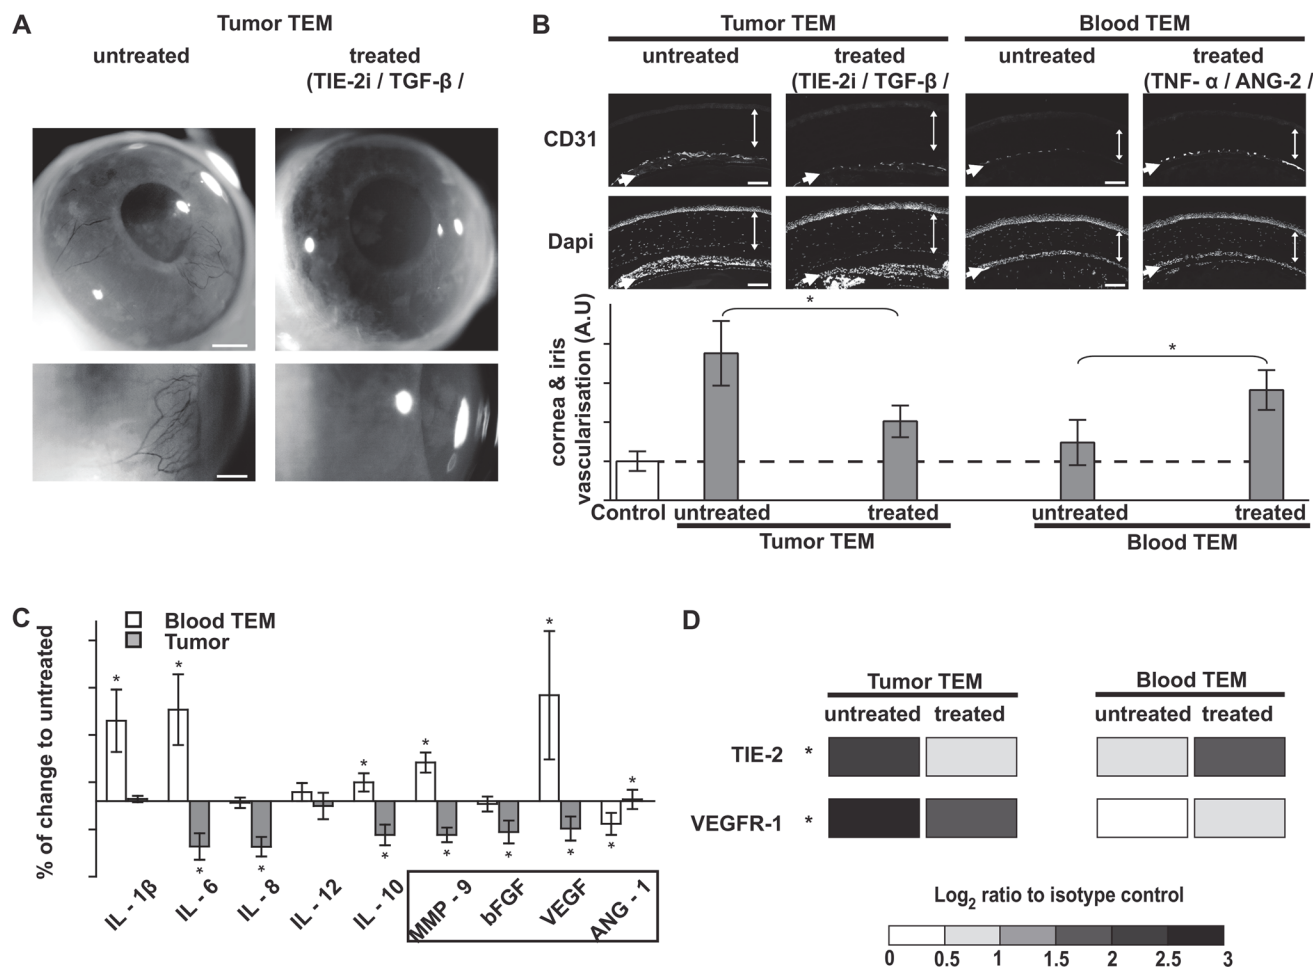 A
Tumor TEM
untreated
treated
(TIE-2i / TGF-β /
B
Tumor TEM
Blood TEM
untreated
treated
(TIE-2i / TGF-β /
untreated
treated
(TNF- α / ANG-2 /
CD31
Dapi
cornea & iris
vascularisation (A.U)
*
*
Control
untreated
treated
untreated
treated
Tumor TEM
Blood TEM
C
Blood TEM
Tumor
% of change to untreated
* * * * *
* * * * * * *
*
IL - 1β
IL - 6
IL - 8
IL - 12
IL - 10
MMP - 9
bFGF
VEGF
ANG - 1
D
Tumor TEM
Blood TEM
untreated treated
untreated treated
TIE-2 *
VEGFR-1 *
Log2 ratio to isotype control
0 0.5 1 1.5 2 2.5 3